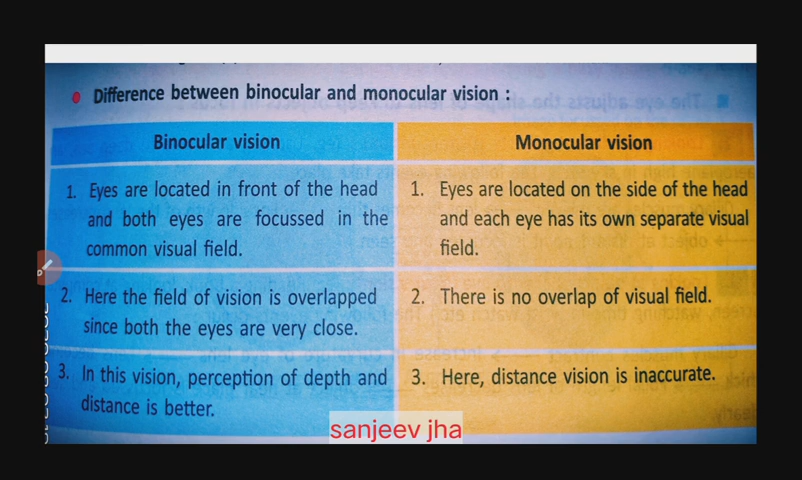 Difference between binocular and monocular vision :
Binocular vision
Monocular vision
1. Eyes are located in front of the head
and both eyes are focussed in the
common visual field.
1. Eyes are located on the side of the head
and each eye has its own separate visual
field.
2. Here the field of vision is overlapped
since both the eyes are very close.
2. There is no overlap of visual field.
3. In this vision, perception of depth and
distance is better.
3. Here, distance vision is inaccurate.
sanjeev jha